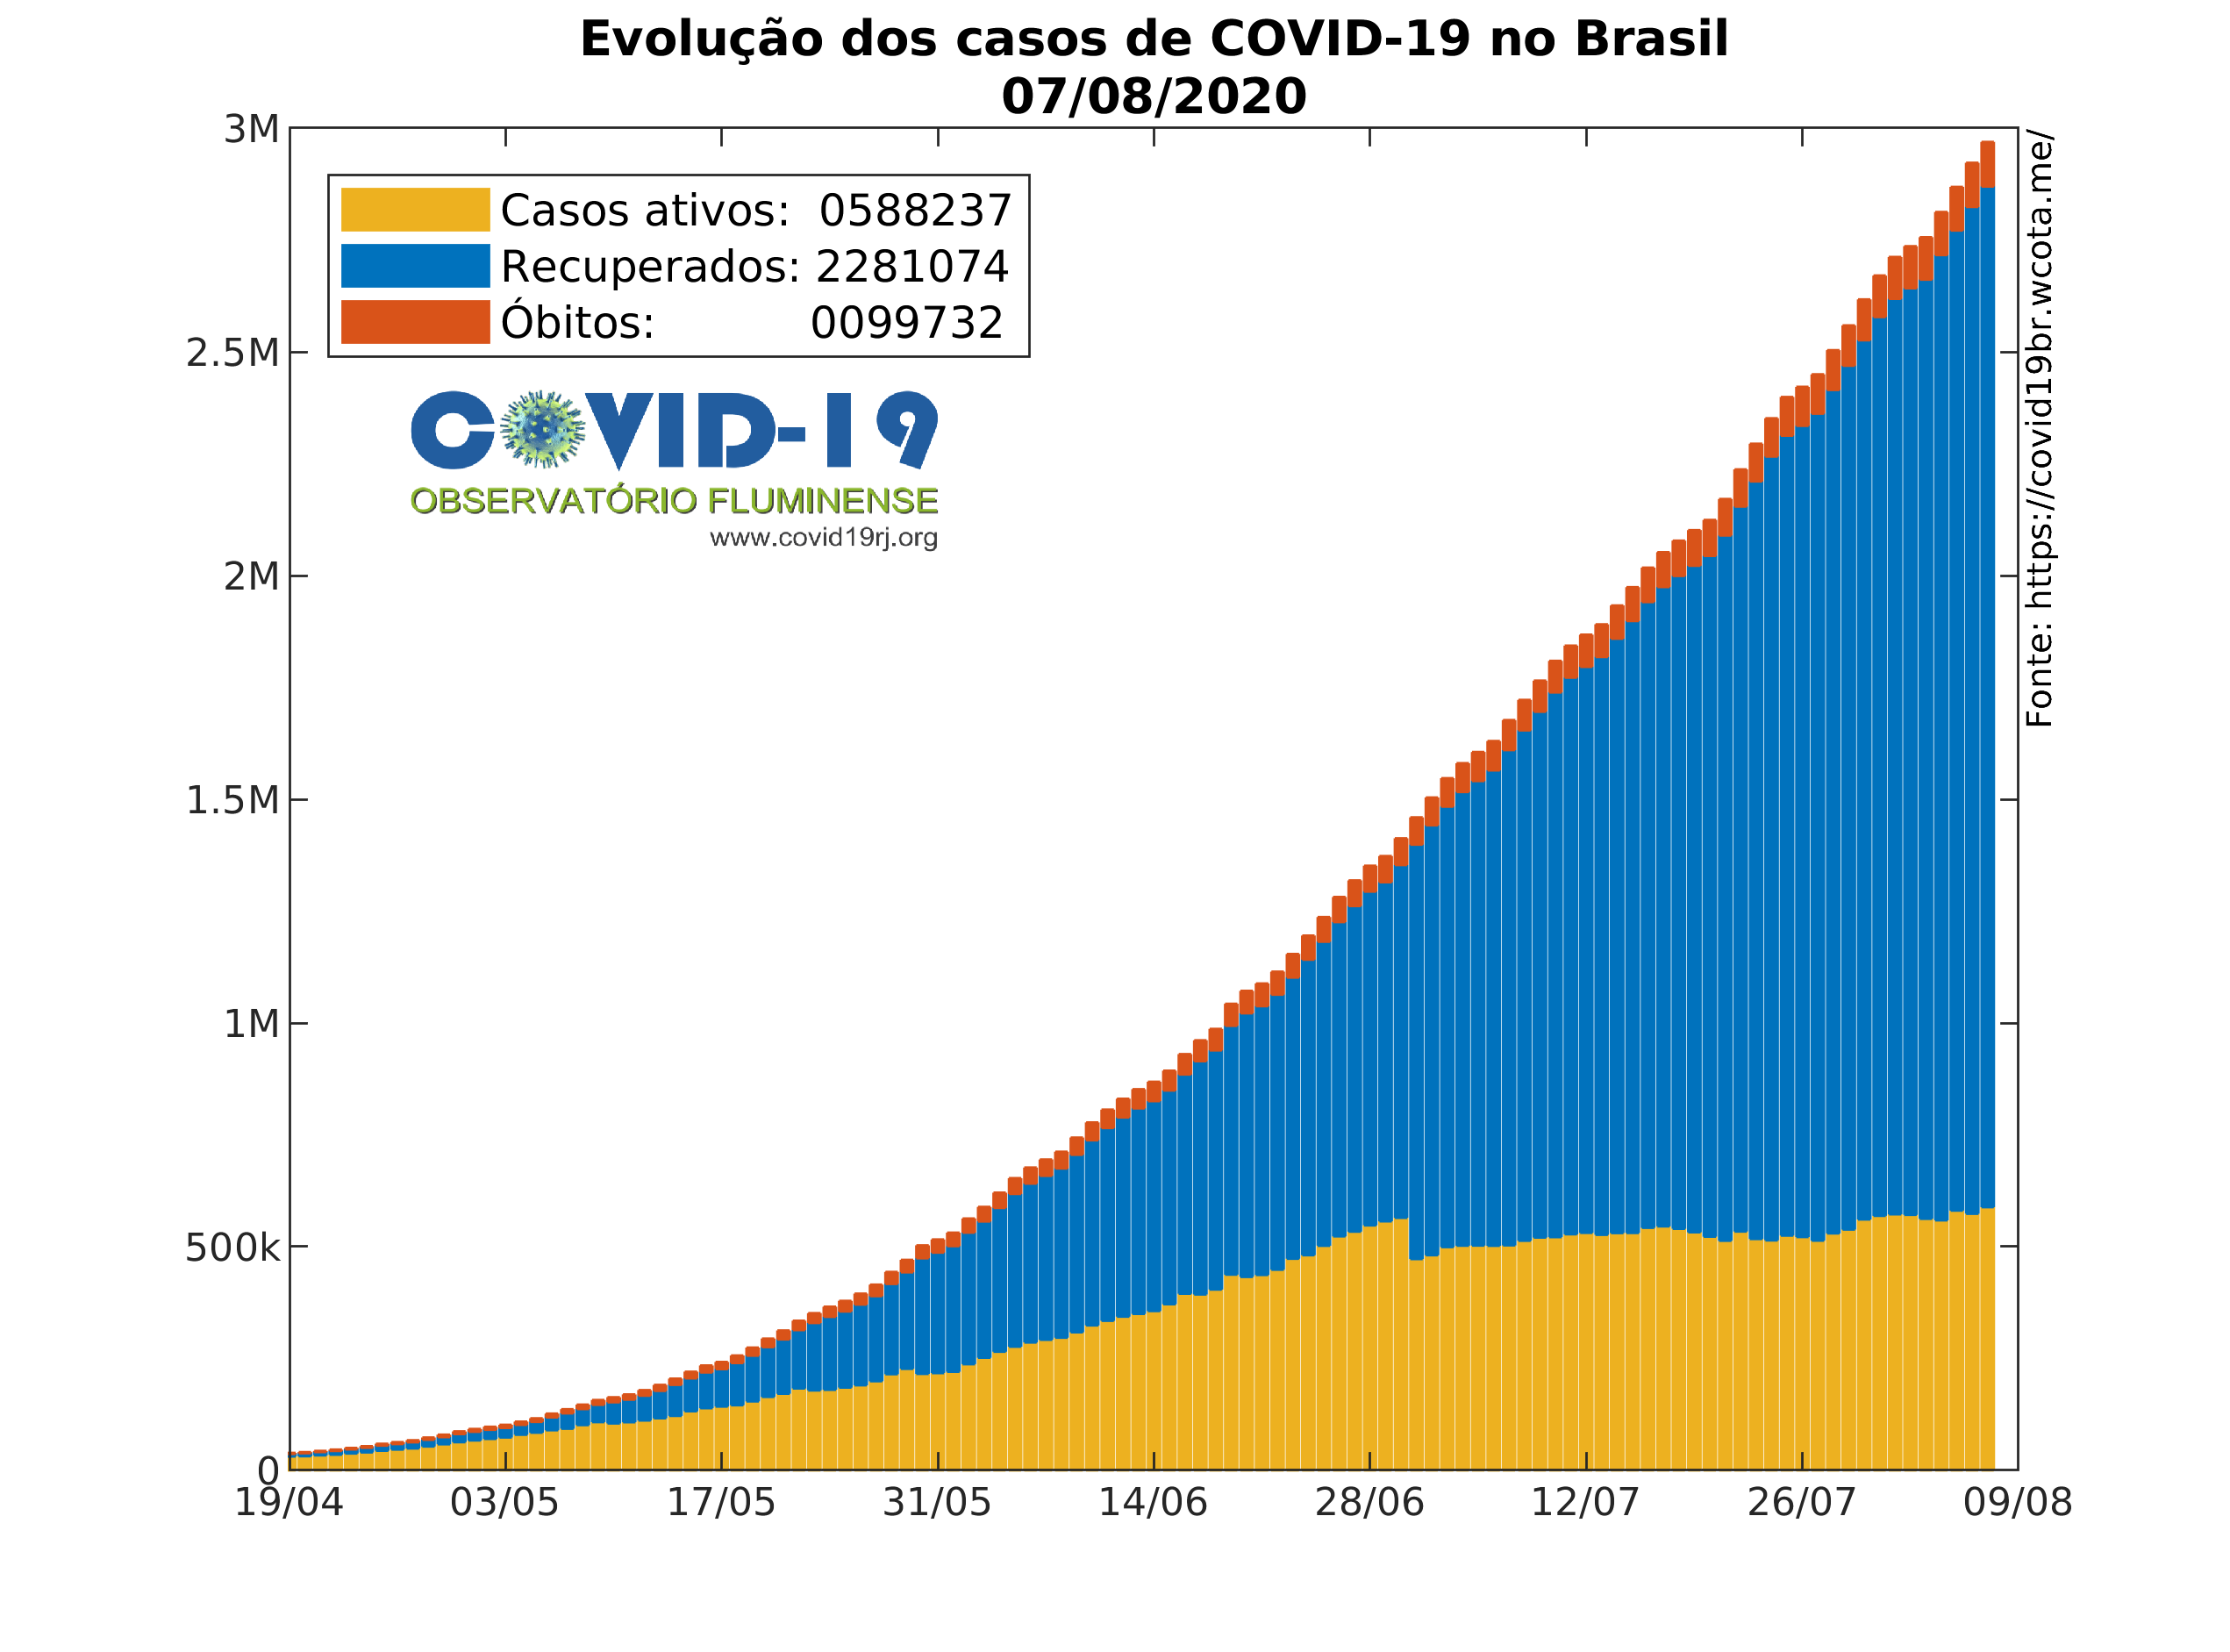 Evolução dos casos de COVID-19 no Brasil
07/08/2020
3M
2.5M
2M
1.5M
1M
500k
0
Casos ativos: 0588237
Recuperados: 2281074
Óbitos: 0099732
COVID-19
OBSERVATÓRIO FLUMINENSE
www.covid19rj.org
Fonte: https://covid19br.wcota.me/
19/04 03/05 17/05 31/05 14/06 28/06 12/07 26/07 09/08